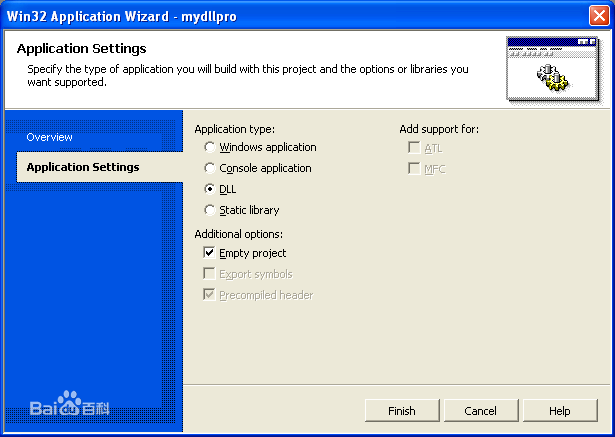 Win32 Application Wizard - mydllpro
Application Settings
Specify the type of application you will build with this project and the options or libraries you
want supported.
Overview
Application Settings
Application type:
Windows application
Console application
DLL
Static library
Additional options:
Empty project
Export symbols
Precompiled header
Add support for:
ATL
MFC
Baidu百科
Finish
Cancel
Help